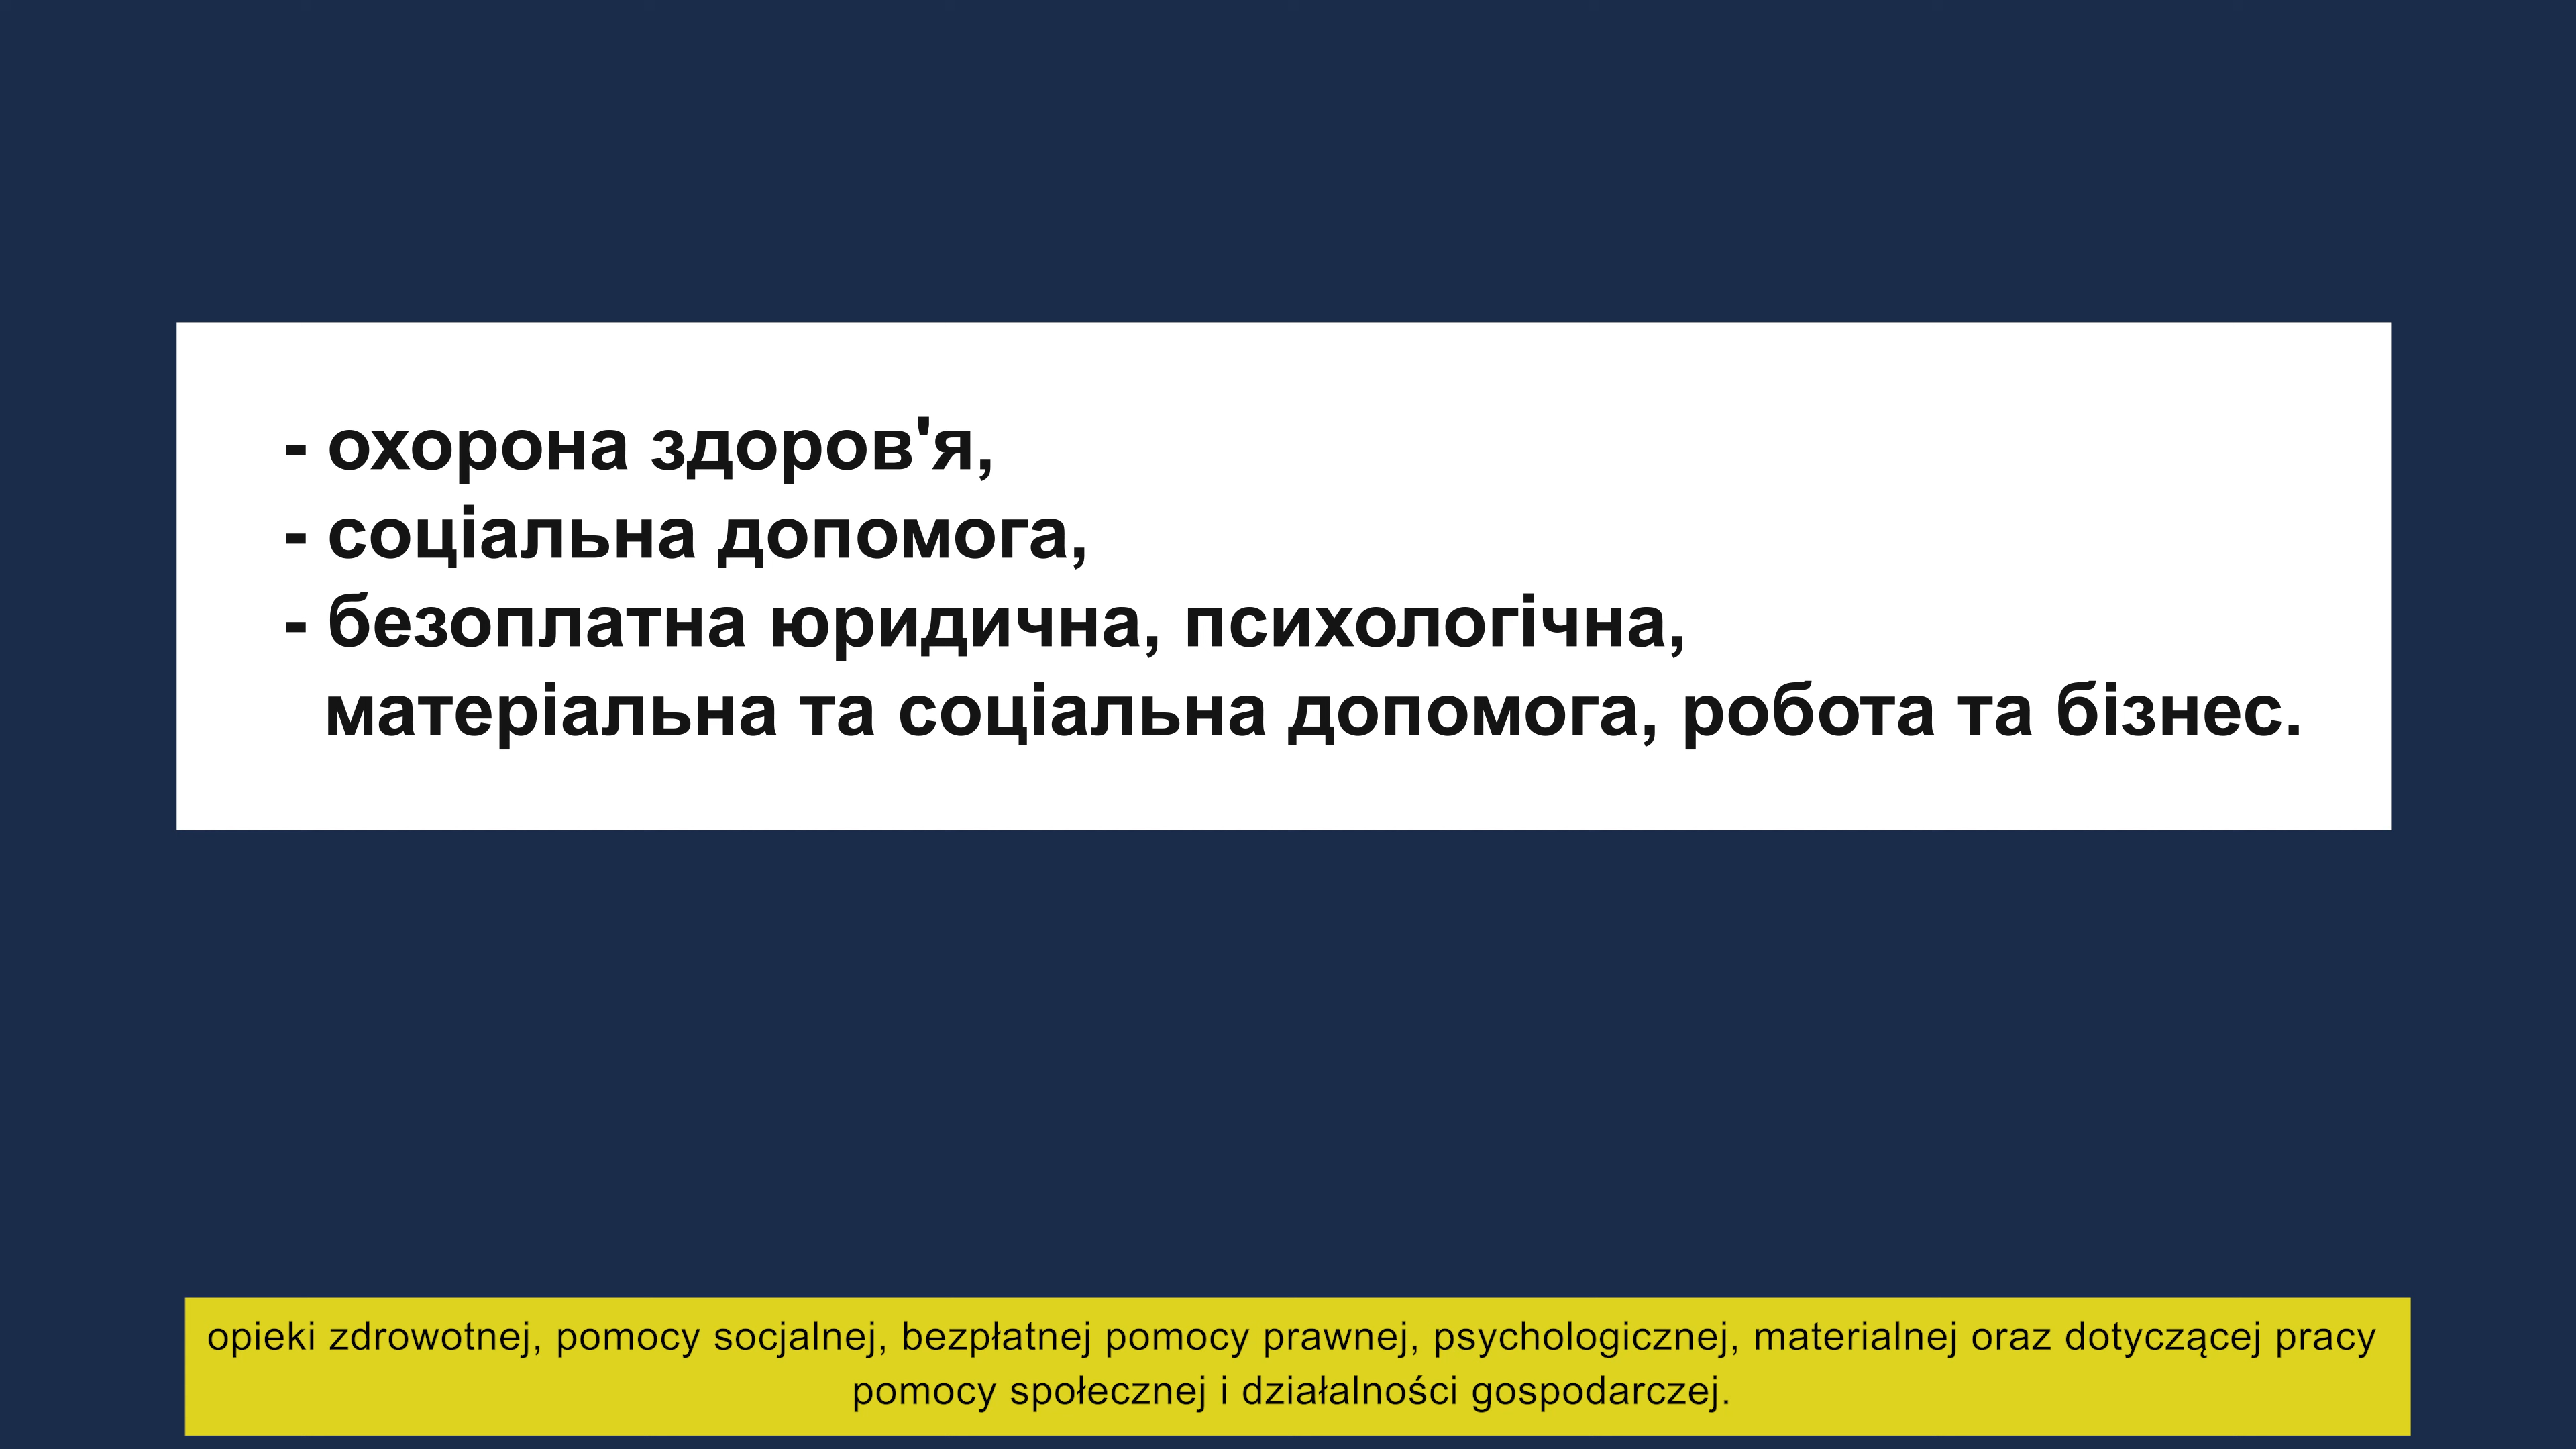 - охорона здоров'я,
- соціальна допомога,
- безоплатна юридична, психологічна,
матеріальна та соціальна допомога, робота та бізнес.
opieki zdrowotnej, pomocy socjalnej, bezpłatnej pomocy prawnej, psychologicznej, materialnej oraz dotyczącej pracy
pomocy społecznej i działalności gospodarczej.